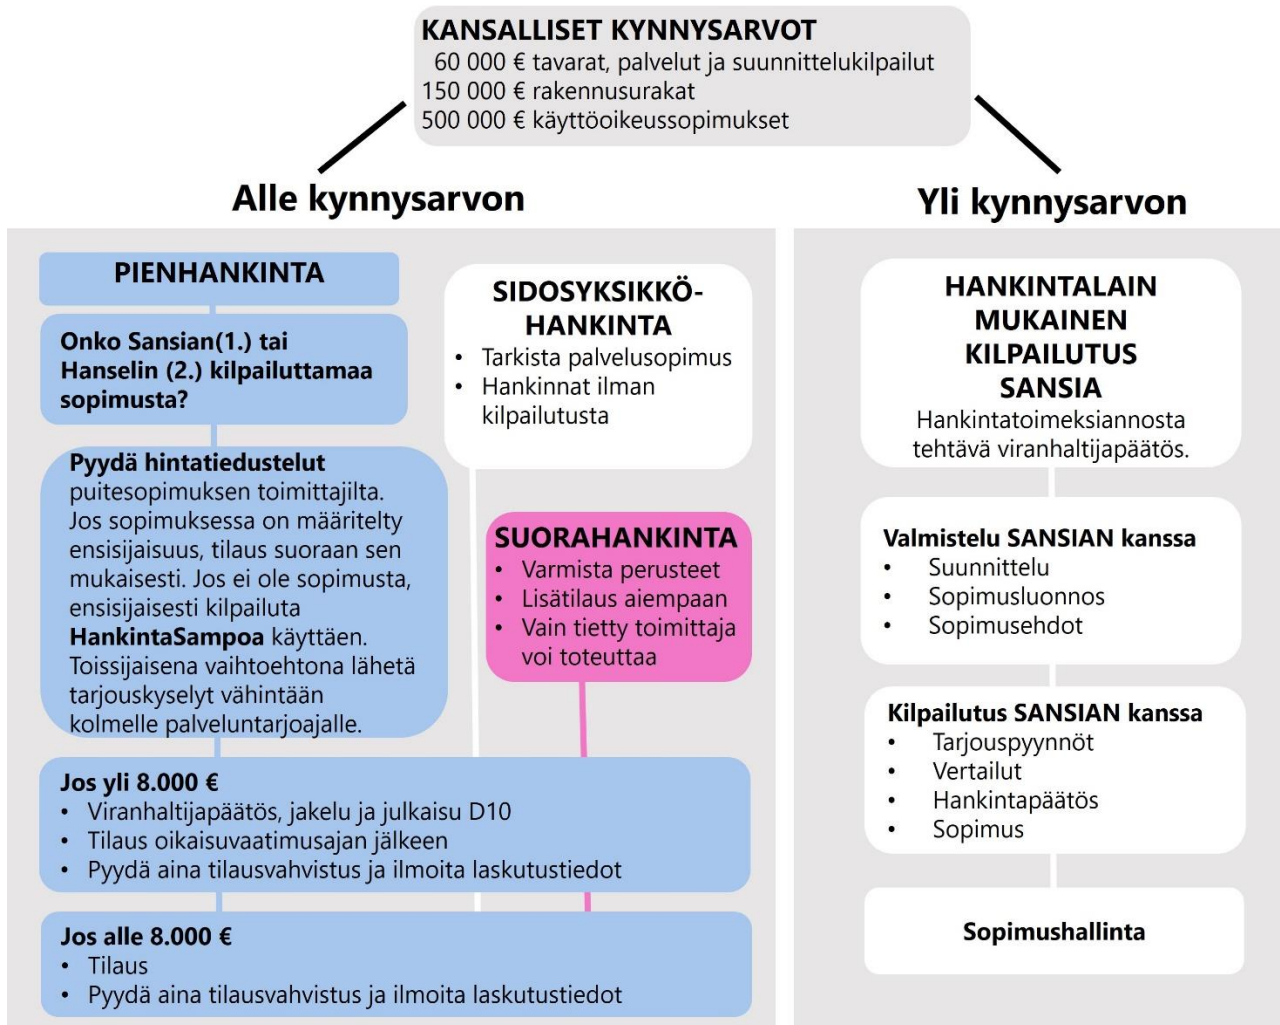 KANSALLISET KYNNYSARVOT
60 000 € tavarat, palvelut ja suunnittelukilpailut
150 000 € rakennusurakat
500 000 € käyttöoikeussopimukset
Alle kynnysarvon
PIENHANKINTA
Onko Sansian(1.) tai
Hanselin (2.) kilpailuttamaa
sopimusta?
Pyydä hintatiedustelut
puitesopimuksen toimittajilta.
Jos sopimuksessa on määritelty
ensisijaisuus, tilaus suoraan sen
mukaisesti. Jos ei ole sopimusta,
ensisijaisesti kilpailuta
HankintaSampoa käyttäen.
Toissijaisena vaihtoehtona lähetä
tarjouskyselyt vähintään
kolmelle palveluntarjoajalle.
SIDOSYKSIKKÖ-
HANKINTA
• Tarkista palvelusopimus
• Hankinnat ilman
kilpailutusta
SUORAHANKINTA
• Varmista perusteet
• Lisätilaus aiempaan
• Vain tietty toimittaja
voi toteuttaa
Jos yli 8.000 €
• Viranhaltijapäätös, jakelu ja julkaisu D10
• Tilaus oikaisuvaatimusajan jälkeen
• Pyydä aina tilausvahvistus ja ilmoita laskutustiedot
Jos alle 8.000 €
• Tilaus
• Pyydä aina tilausvahvistus ja ilmoita laskutustiedot
Yli kynnysarvon
HANKINTALAIN
MUKAINEN
KILPAILUTUS
SANSIA
Hankintatoimeksiannosta
tehtävä viranhaltijapäätös.
Valmistelu SANSIAN kanssa
• Suunnittelu
• Sopimusluonnos
• Sopimusehdot
Kilpailutus SANSIAN kanssa
• Tarjouspyynnöt
• Vertailut
• Hankintapäätös
• Sopimus
Sopimushallinta